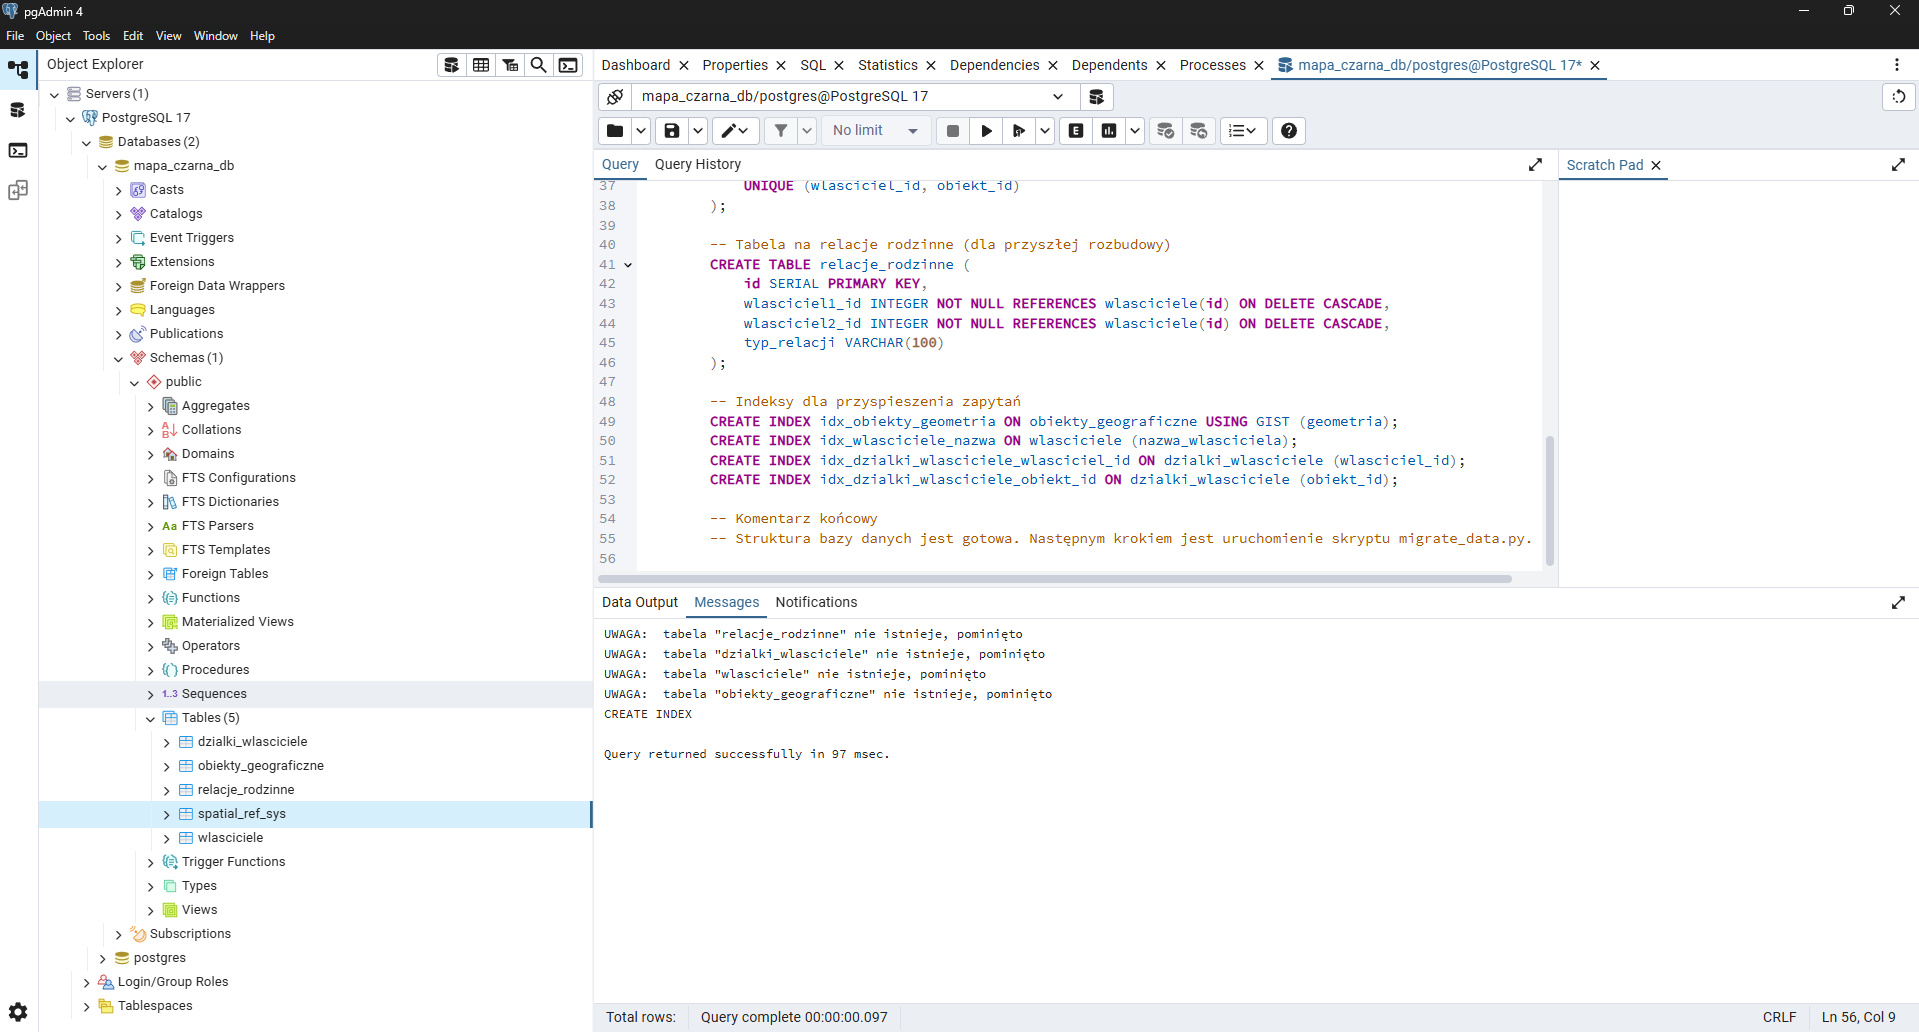 pgAdmin 4
File Object Tools Edit View Window Help
Object Explorer
Servers (1)
PostgreSQL 17
Databases (2)
mapa_czarna_db
Casts
Catalogs
Event Triggers
Extensions
Foreign Data Wrappers
Languages
Publications
Schemas (1)
public
Aggregates
Collations
Domains
FTS Configurations
FTS Dictionaries
Aa FTS Parsers
FTS Templates
Foreign Tables
Functions
Materialized Views
Operators
Procedures
1..3 Sequences
Tables (5)
dzialki_wlasciciele
obiekty_geograficzne
relacje_rodzinne
spatial_ref_sys
wlasciciele
Trigger Functions
Types
Views
Subscriptions
postgres
Login/Group Roles
Tablespaces
Dashboard Properties SQL Statistics Dependencies Dependents Processes mapa_czarna_db/postgres@PostgreSQL 17*
mapa_czarna_db/postgres@PostgreSQL 17
No limit
Query Query History
Scratch Pad
37 UNIQUE (wlasciciel_id, obiekt_id)
38 );
39
40 -- Tabela na relacje rodzinne (dla przyszłej rozbudowy)
41 CREATE TABLE relacje_rodzinne (
42 id SERIAL PRIMARY KEY,
43 wlasciciel1_id INTEGER NOT NULL REFERENCES wlasciciele(id) ON DELETE CASCADE,
44 wlasciciel2_id INTEGER NOT NULL REFERENCES wlasciciele(id) ON DELETE CASCADE,
45 typ_relacji VARCHAR(100)
46 );
47
48 -- Indeksy dla przyspieszenia zapytań
49 CREATE INDEX idx_obiekty_geometria ON obiekty_geograficzne USING GIST (geometria);
50 CREATE INDEX idx_wlasciciele_nazwa ON wlasciciele (nazwa_wlasciciela);
51 CREATE INDEX idx_dzialki_wlasciciele_wlasciciel_id ON dzialki_wlasciciele (wlasciciel_id);
52 CREATE INDEX idx_dzialki_wlasciciele_obiekt_id ON dzialki_wlasciciele (obiekt_id);
53
54 -- Komentarz końcowy
55 -- Struktura bazy danych jest gotowa. Następnym krokiem jest uruchomienie skryptu migrate_data.py.
56
Data Output Messages Notifications
UWAGA: tabela "relacje_rodzinne" nie istnieje, pominięto
UWAGA: tabela "dzialki_wlasciciele" nie istnieje, pominięto
UWAGA: tabela "wlasciciele" nie istnieje, pominięto
UWAGA: tabela "obiekty_geograficzne" nie istnieje, pominięto
CREATE INDEX
Query returned successfully in 97 msec.
Total rows: Query complete 00:00:00.097 CRLF Ln 56, Col 9